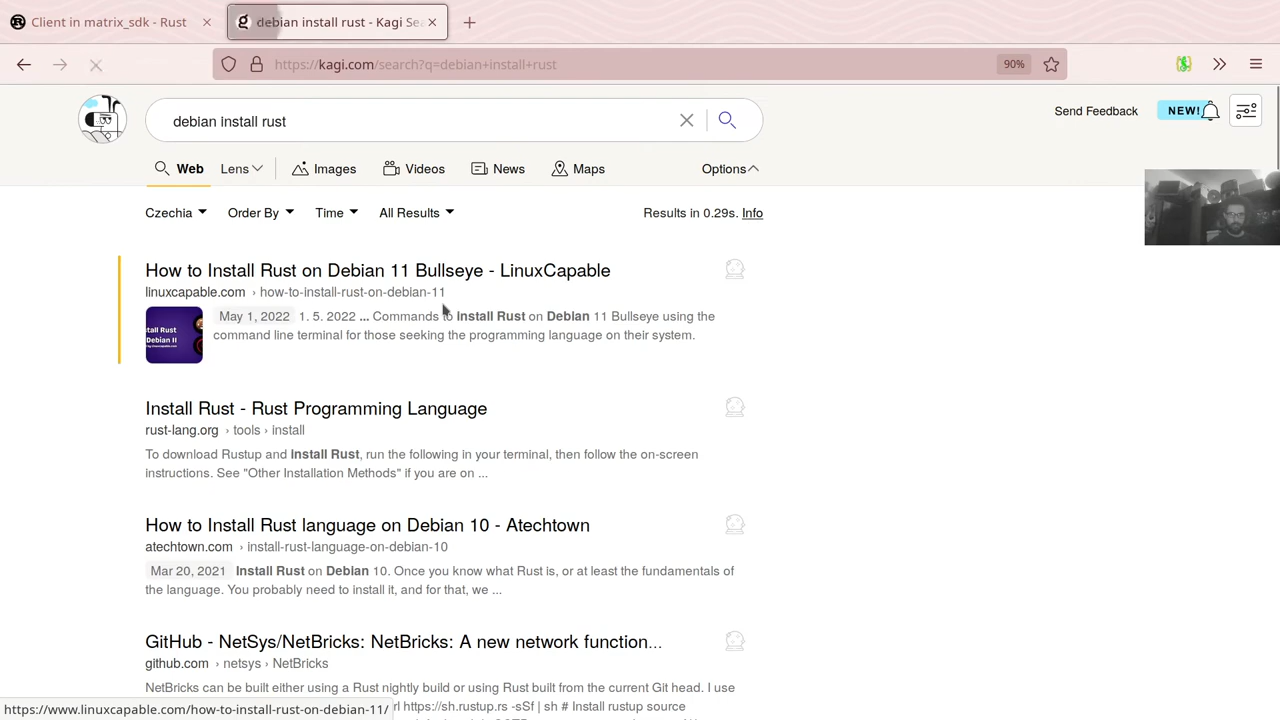 Client in matrix_sdk - Rust
debian install rust - Kagi Sea
https://kagi.com/search?q=debian+install+rust
90%
debian install rust
Send Feedback
NEW!
Web
Lens
Images
Videos
News
Maps
Options
Czechia
Order By
Time
All Results
Results in 0.29s. Info
How to Install Rust on Debian 11 Bullseye - LinuxCapable
linuxcapable.com › how-to-install-rust-on-debian-11
May 1, 2022 1. 5. 2022 ... Commands to Install Rust on Debian 11 Bullseye using the
command line terminal for those seeking the programming language on their system.
Install Rust - Rust Programming Language
rust-lang.org › tools › install
To download Rustup and install Rust, run the following in your terminal, then follow the on-screen
instructions. See "Other Installation Methods" if you are on ...
How to Install Rust language on Debian 10 - Atechtown
atechtown.com › install-rust-language-on-debian-10
Mar 20, 2021 Install Rust on Debian 10. Once you know what Rust is, or at least the fundamentals of
the language. You probably need to install it, and for that, we ...
GitHub - NetSys/NetBricks: NetBricks: A new network function...
github.com › netsys › NetBricks
NetBricks can be built either using a Rust nightly build or using Rust built from the current Git head. I use
rl https://sh.rustup.rs -sSf | sh # Install rustup source
https://www.linuxcapable.com/how-to-install-rust-on-debian-11/